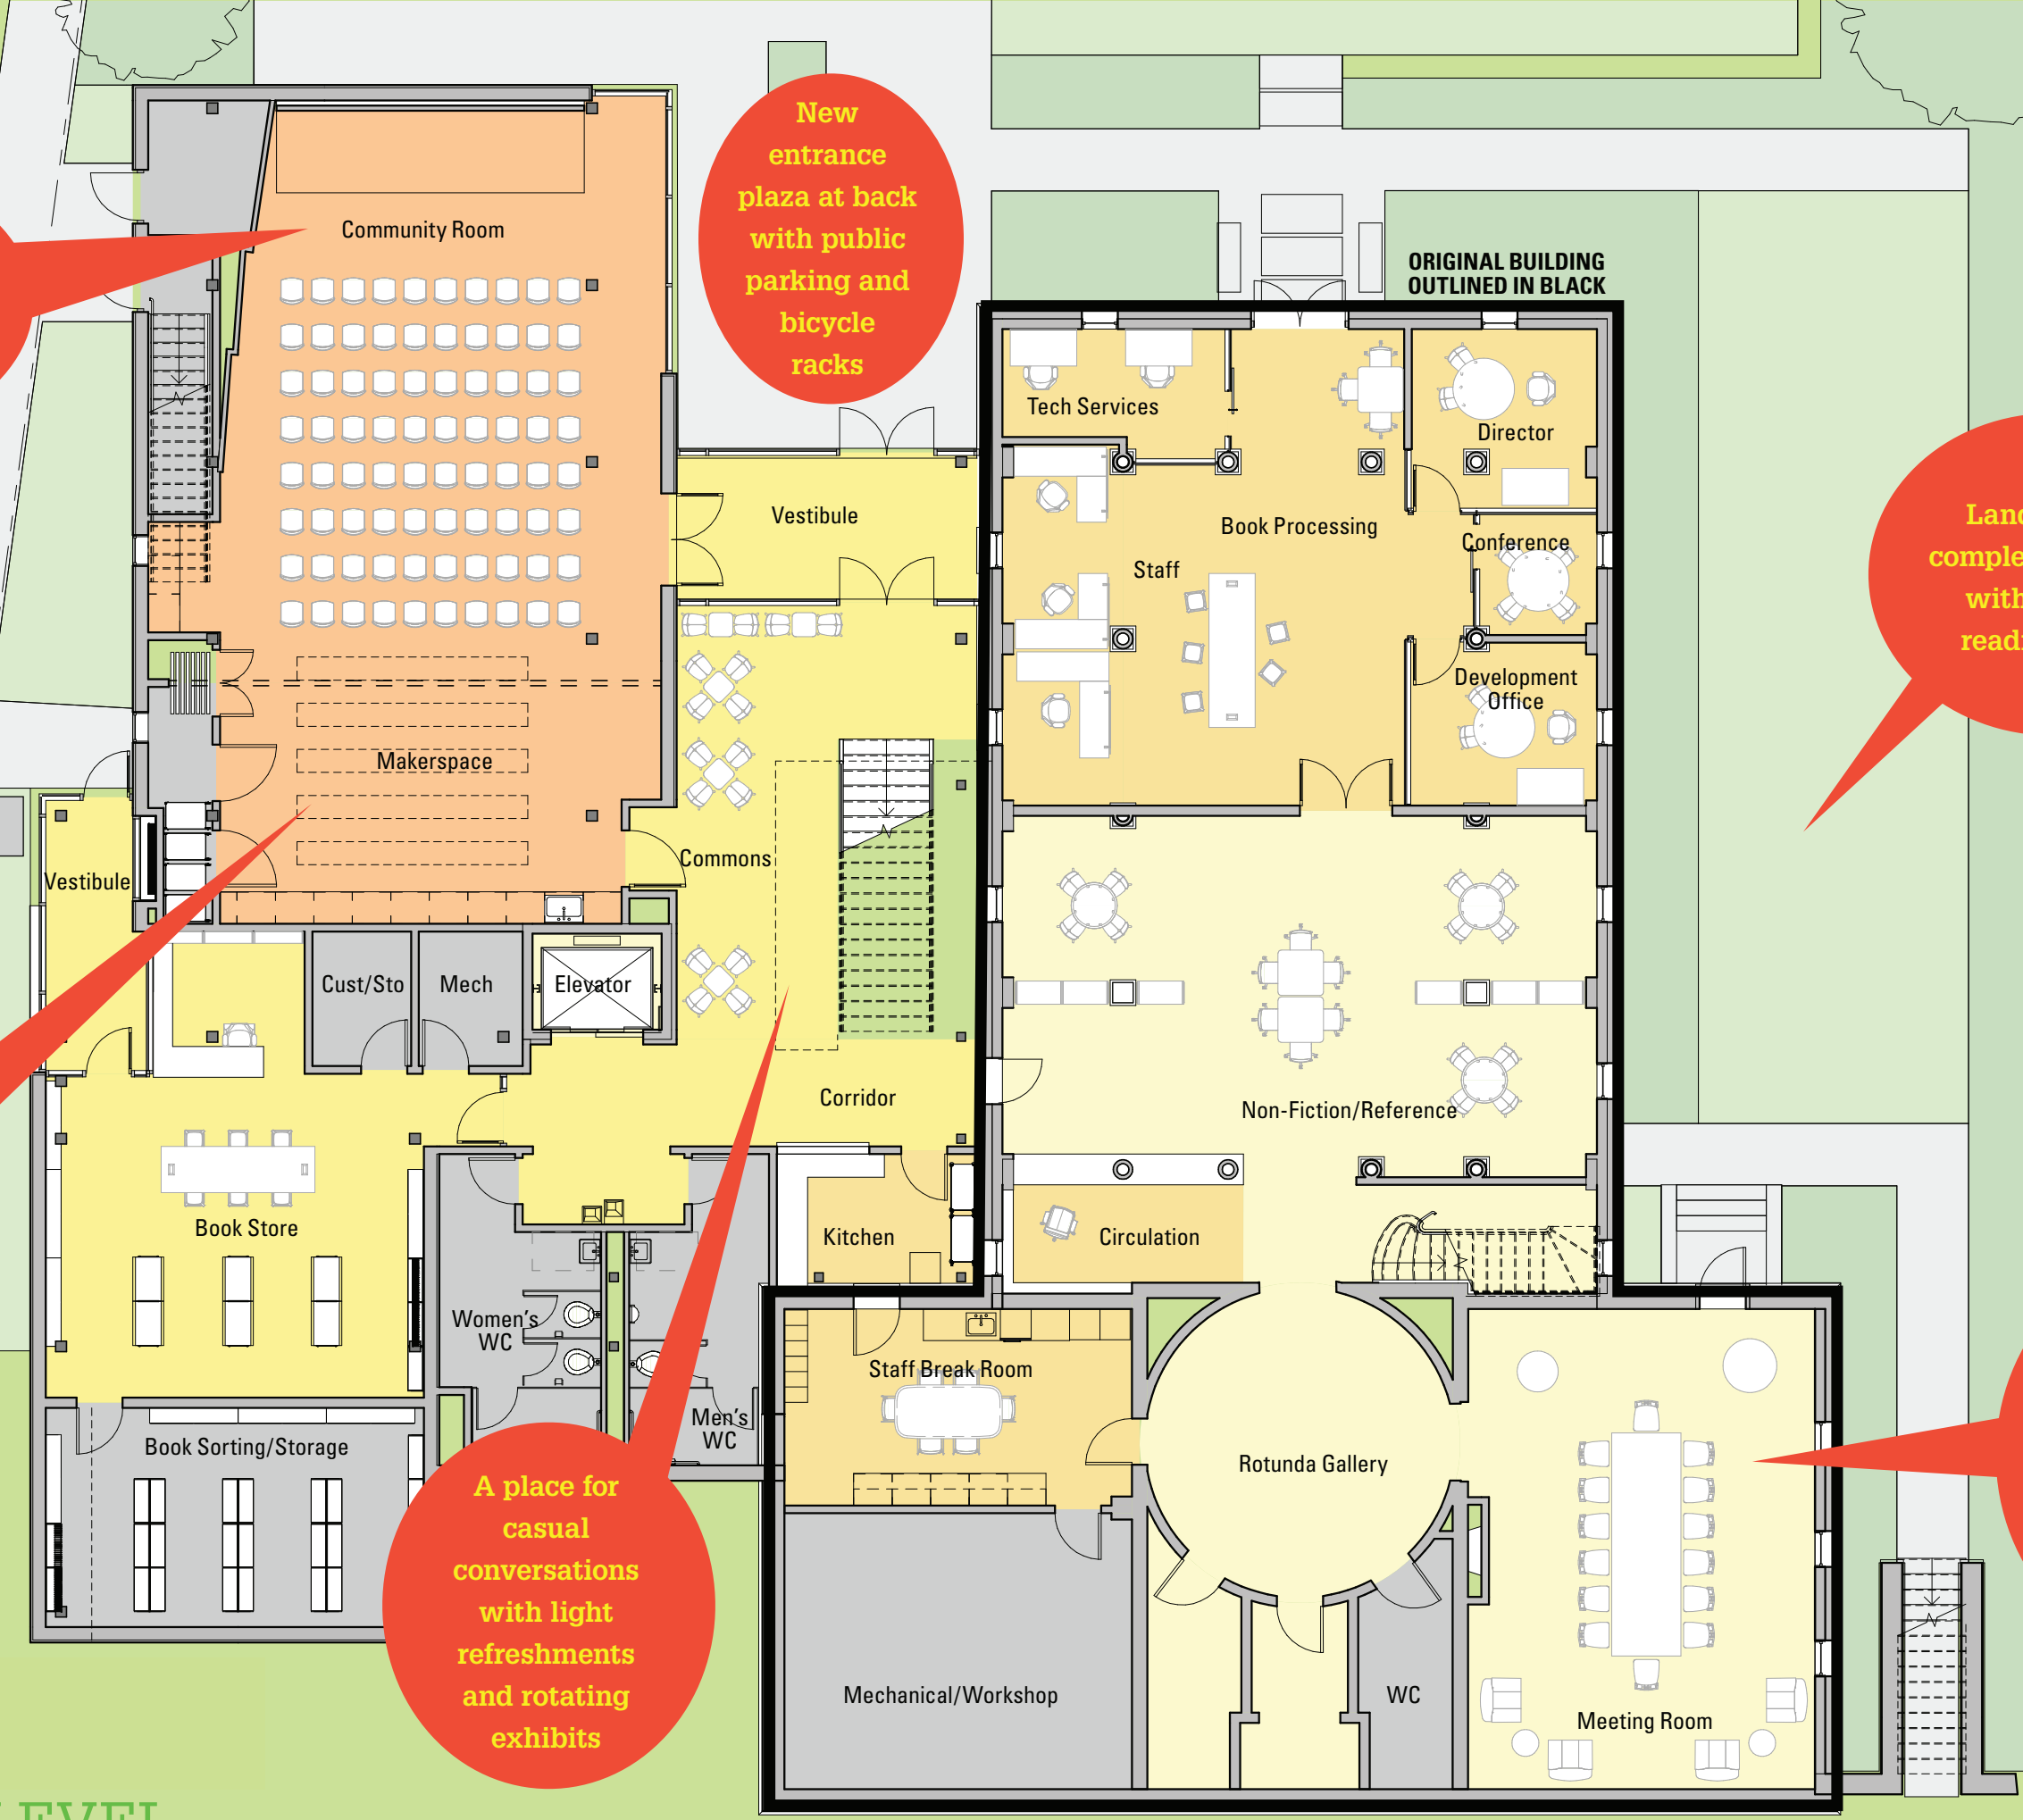 New
entrance
plaza at back
with public
parking and
bicycle
racks
Community Room
ORIGINAL BUILDING
OUTLINED IN BLACK
Tech Services
Director
Vestibule
Book Processing
Conference
Staff
Development
Office
Makerspace
Commons
Vestibule
Cust/Sto
Mech
Elevator
Corridor
Non-Fiction/Reference
Book Store
Kitchen
Circulation
Women's
WC
Staff Break Room
Men's
WC
Book Sorting/Storage
Rotunda Gallery
A place for
casual
conversations
with light
refreshments
and rotating
exhibits
Mechanical/Workshop
WC
Meeting Room
with